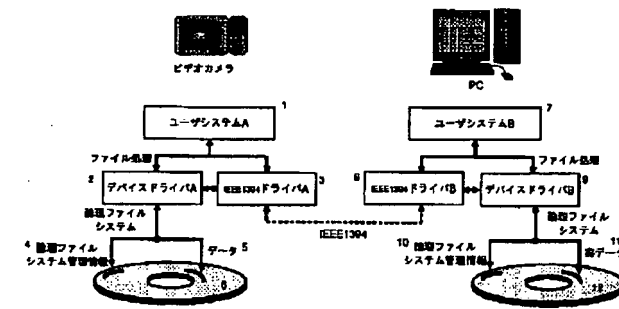 ビデオカメラ
PC
1
ユーザシステムA
7
ユーザシステムB
ファイル処理
ファイル処理
2
デバイスドライバA
3
IEEE1394ドライバA
8
IEEE1394ドライバB
9
デバイスドライバB
論理ファイル
システム
IEEE1394
論理ファイル
システム
4 論理ファイル
システム管理情報
データ 5
10 論理ファイル
システム管理情報
11
データ
6
12